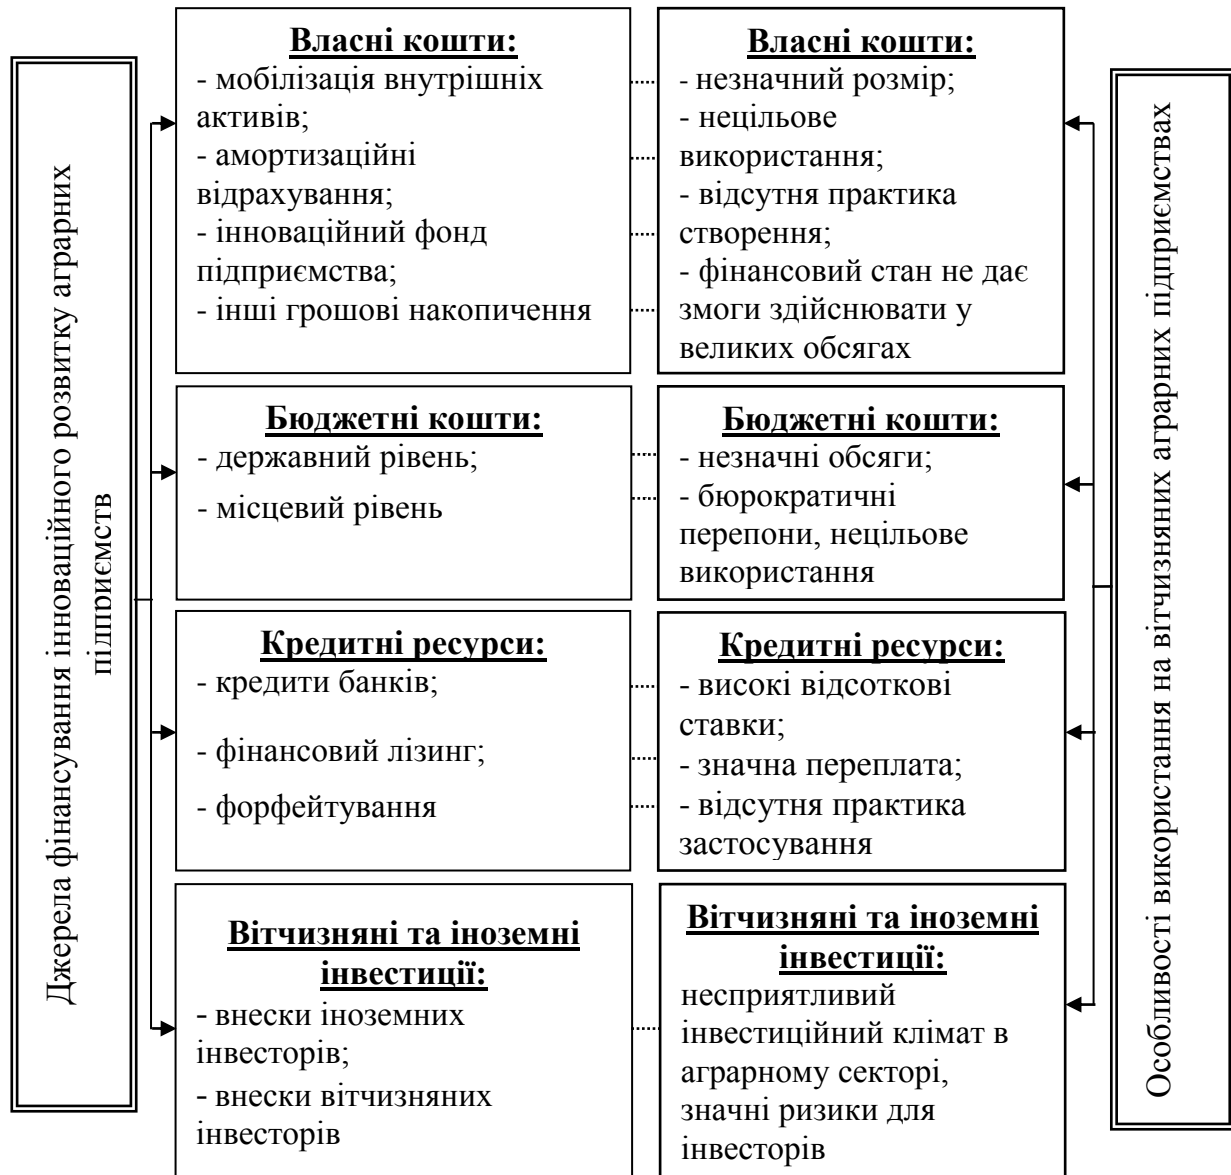 Джерела фінансування інноваційного розвитку аграрних
підприємств
Власні кошти:
- мобілізація внутрішніх
активів;
- амортизаційні
відрахування;
- інноваційний фонд
підприємства;
- інші грошові накопичення
Власні кошти:
- незначний розмір;
- нецільове
використання;
- відсутня практика
створення;
- фінансовий стан не дає
змоги здійснювати у
великих обсягах
Бюджетні кошти:
- державний рівень;
- місцевий рівень
Бюджетні кошти:
- незначні обсяги;
- бюрократичні
перепони, нецільове
використання
Кредитні ресурси:
- кредити банків;
- фінансовий лізинг;
- форфейтування
Кредитні ресурси:
- високі відсоткові
ставки;
- значна переплата;
- відсутня практика
застосування
Вітчизняні та іноземні
інвестиції:
- внески іноземних
інвесторів;
- внески вітчизняних
інвесторів
Вітчизняні та іноземні
інвестиції:
несприятливий
інвестиційний клімат в
аграрному секторі,
значні ризики для
інвесторів
Особливості використання на вітчизняних аграрних підприємствах